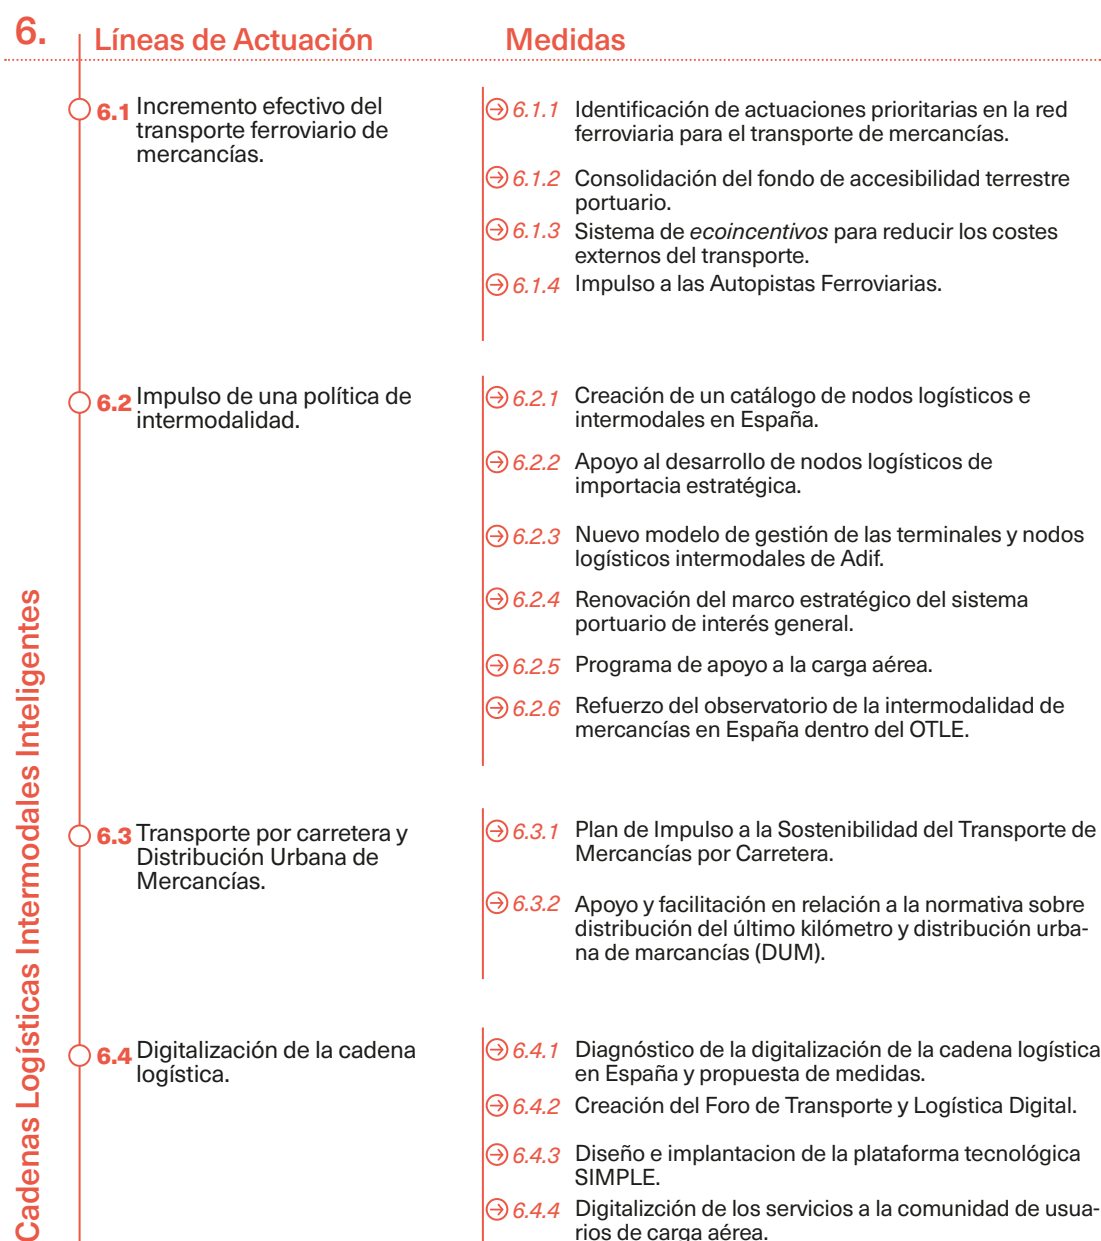 6.
Líneas de Actuación
Medidas
Cadenas Logísticas Intermodales Inteligentes
6.1 Incremento efectivo del
transporte ferroviario de
mercancías.
6.1.1 Identificación de actuaciones prioritarias en la red
ferroviaria para el transporte de mercancías.
6.1.2 Consolidación del fondo de accesibilidad terrestre
portuario.
6.1.3 Sistema de ecoincentivos para reducir los costes
externos del transporte.
6.1.4 Impulso a las Autopistas Ferroviarias.
6.2 Impulso de una política de
intermodalidad.
6.2.1 Creación de un catálogo de nodos logísticos e
intermodales en España.
6.2.2 Apoyo al desarrollo de nodos logísticos de
importacia estratégica.
6.2.3 Nuevo modelo de gestión de las terminales y nodos
logísticos intermodales de Adif.
6.2.4 Renovación del marco estratégico del sistema
portuario de interés general.
6.2.5 Programa de apoyo a la carga aérea.
6.2.6 Refuerzo del observatorio de la intermodalidad de
mercancías en España dentro del OTLE.
6.3 Transporte por carretera y
Distribución Urbana de
Mercancías.
6.3.1 Plan de Impulso a la Sostenibilidad del Transporte de
Mercancías por Carretera.
6.3.2 Apoyo y facilitación en relación a la normativa sobre
distribución del último kilómetro y distribución urba-
na de marcancías (DUM).
6.4 Digitalización de la cadena
logística.
6.4.1 Diagnóstico de la digitalización de la cadena logística
en España y propuesta de medidas.
6.4.2 Creación del Foro de Transporte y Logística Digital.
6.4.3 Diseño e implantacion de la plataforma tecnológica
SIMPLE.
6.4.4 Digitalizción de los servicios a la comunidad de usua-
rios de carga aérea.